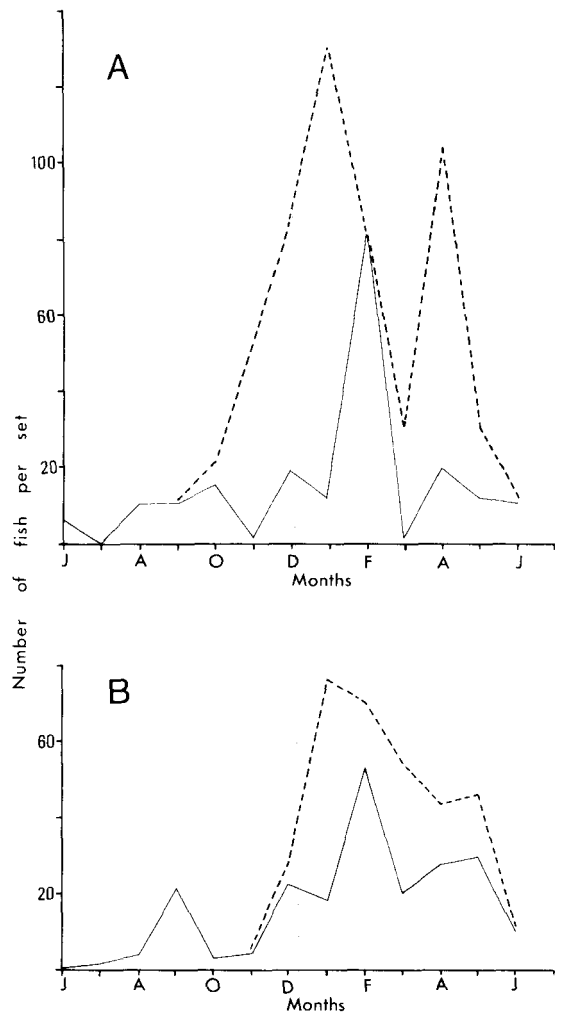 A
100
60
20
J A O D F A J
Months
Number of fish per set
B
60
20
J A O D F A J
Months